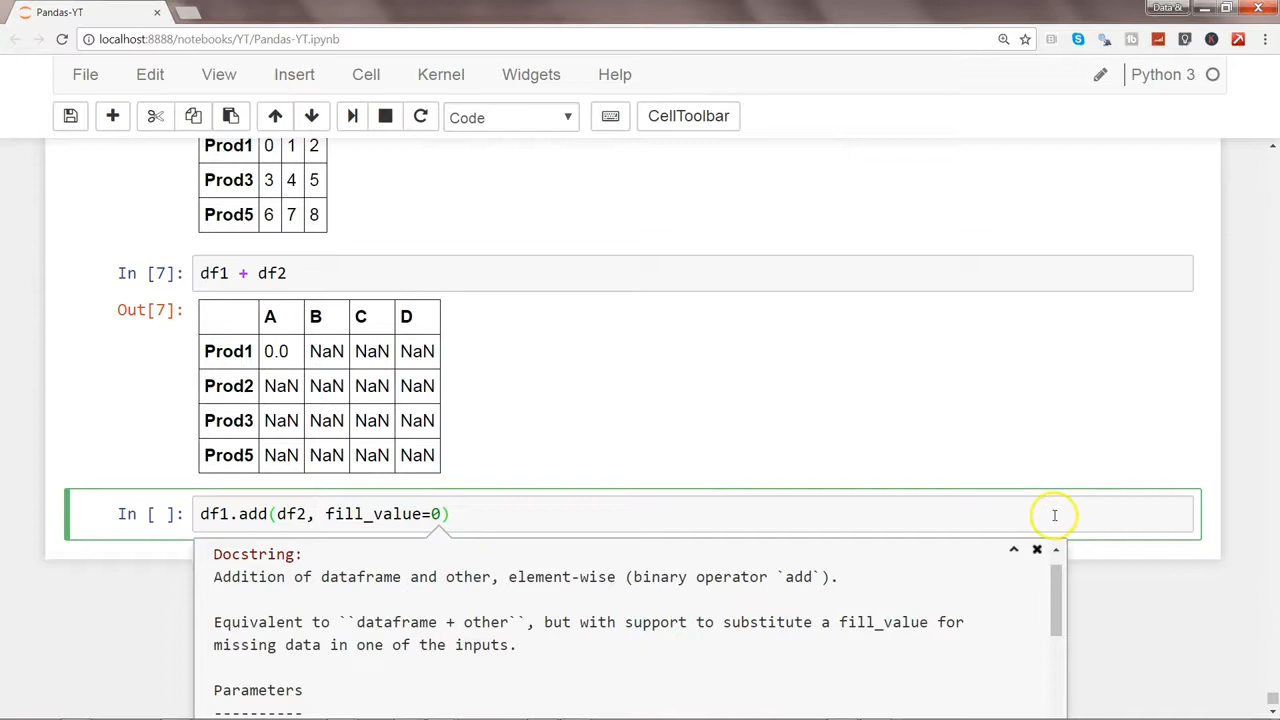 Pandas-YT
Data &
localhost:8888/notebooks/YT/Pandas-YT.ipynb
File Edit View Insert Cell Kernel Widgets Help
Python 3
Code
CellToolbar
Prod1 0 1 2
Prod3 3 4 5
Prod5 6 7 8
In [7]: df1 + df2
Out[7]:
A B C D
Prod1 0.0 NaN NaN NaN
Prod2 NaN NaN NaN NaN
Prod3 NaN NaN NaN NaN
Prod5 NaN NaN NaN NaN
In [ ]: df1.add(df2, fill_value=0)
Docstring:
Addition of dataframe and other, element-wise (binary operator `add`).
Equivalent to ``dataframe + other``, but with support to substitute a fill_value for
missing data in one of the inputs.
Parameters
----------